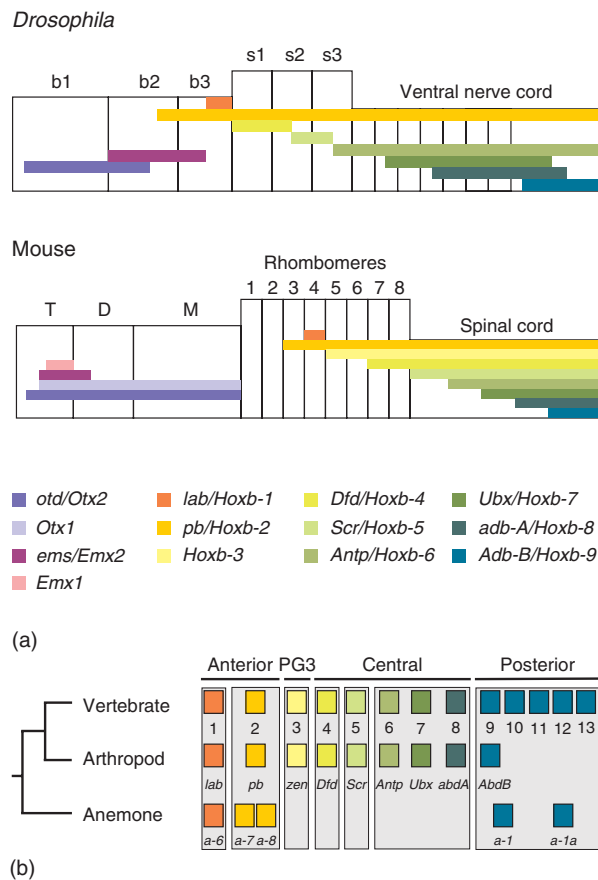 Drosophila
s1 s2 s3
b1 b2 b3 Ventral nerve cord
Mouse
Rhombomeres
1 2 3 4 5 6 7 8
T D M Spinal cord
otd/Otx2 lab/Hoxb-1 Dfd/Hoxb-4 Ubx/Hoxb-7
Otx1 pb/Hoxb-2 Scr/Hoxb-5 adb-A/Hoxb-8
ems/Emx2 Hoxb-3 Antp/Hoxb-6 Adb-B/Hoxb-9
Emx1
(a)
Anterior PG3 Central Posterior
Vertebrate
1 2 3 4 5 6 7 8 9 10 11 12 13
Arthropod
lab pb zen Dfd Scr Antp Ubx abdA AbdB
Anemone
a-6 a-7 a-8 a-1 a-1a
(b)